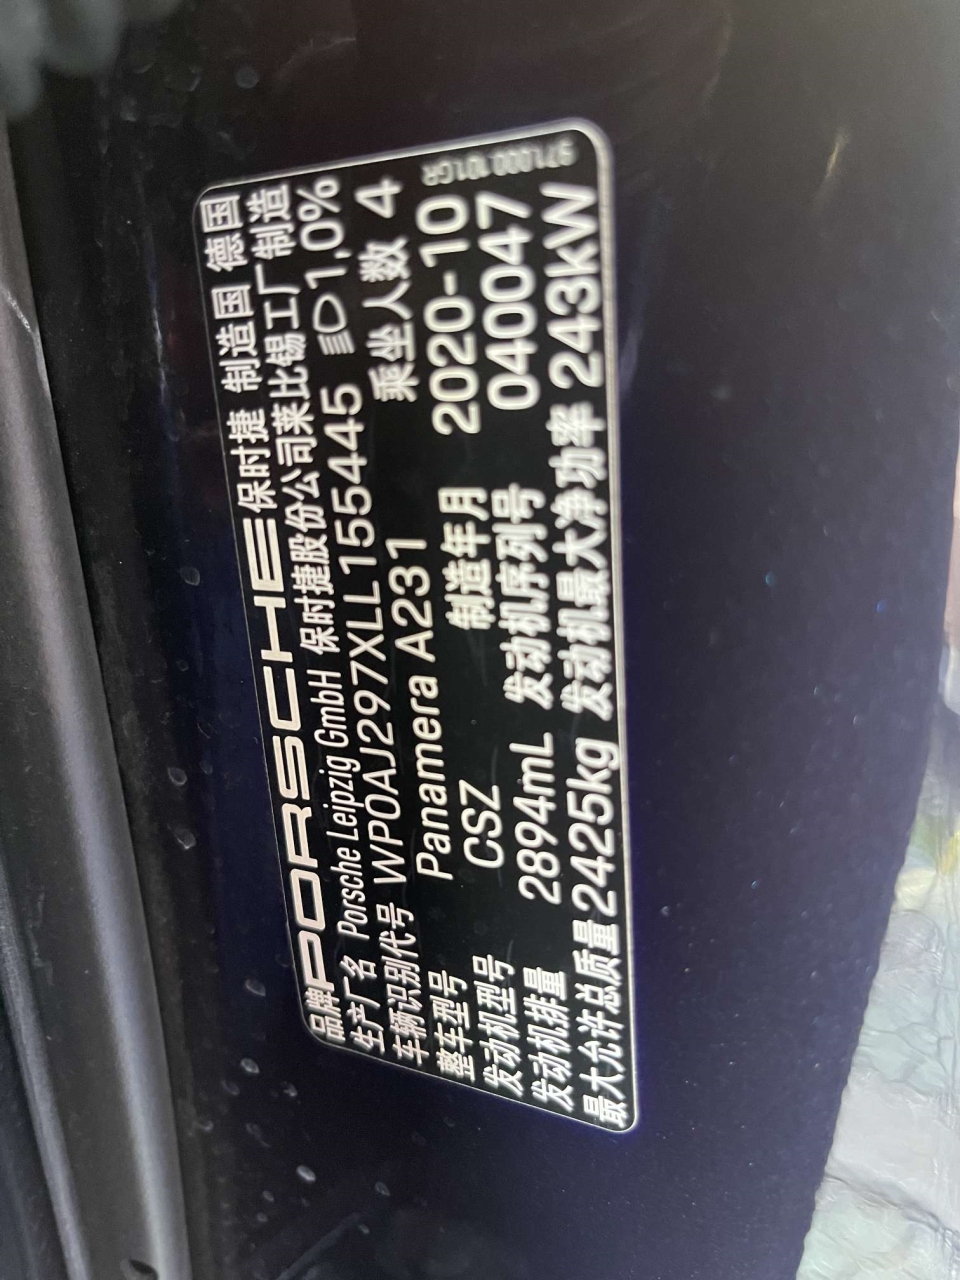 971.000.101.GR
品牌 PORSCHE 保时捷 制造国 德国
生产厂名 Porsche Leipzig GmbH 保时捷股份公司莱比锡工厂制造
车辆识别代号 WP0AJ297XLL155445 1,0%
整车型号 Panamera A231 乘坐人数 4
发动机型号 CSZ 制造年月 2020-10
发动机排量 2894mL 发动机序列号 040047
最大允许总质量 2425kg 发动机最大净功率 243kW